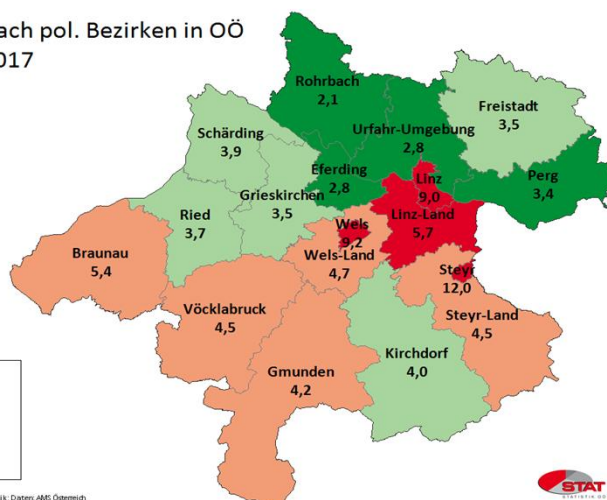 ach pol. Bezirken in OÖ
017
Rohrbach
2,1
Freistadt
3,5
Schärding
3,9
Urfahr-Umgebung
2,8
Eferding
2,8
Linz
9,0
Perg
3,4
Grieskirchen
3,5
Ried
3,7
Linz-Land
5,7
Wels
9,2
Wels-Land
4,7
Braunau
5,4
Steyr
12,0
Vöcklabruck
4,5
Steyr-Land
4,5
Kirchdorf
4,0
Gmunden
4,2
ik; Daten: AMS Österreich
STAT
STATISTIK OÖ